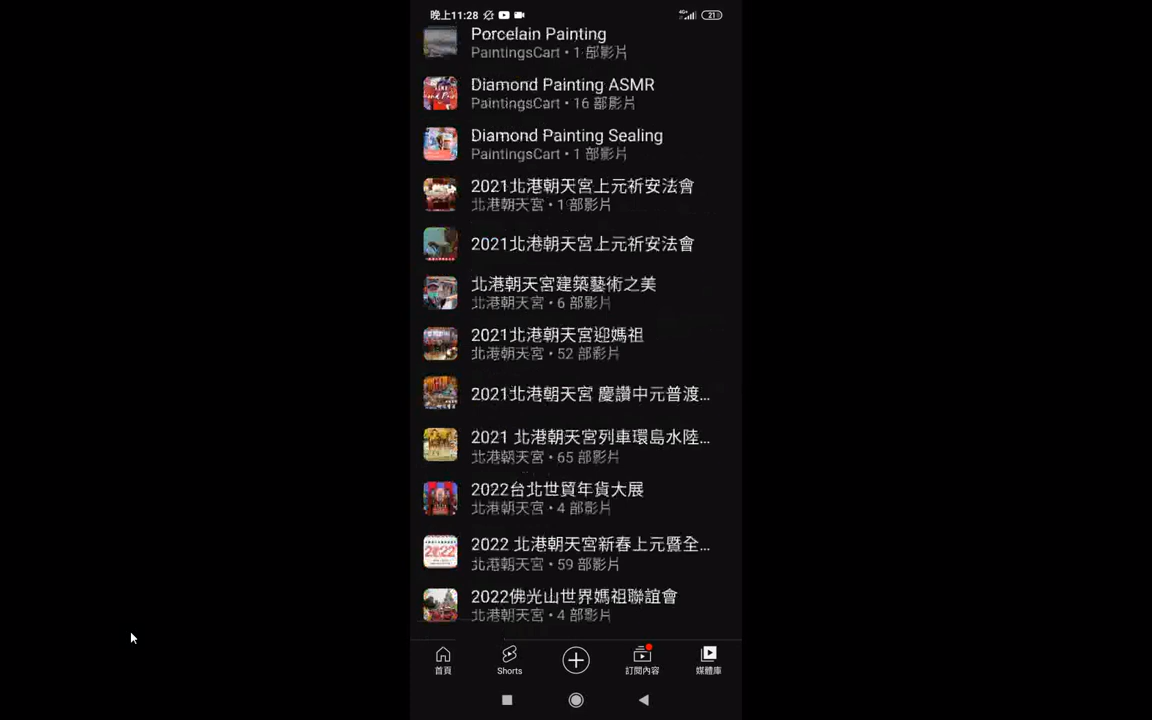 晚上11:28
4G+
21
Porcelain Painting
PaintingsCart • 1 部影片
Diamond Painting ASMR
PaintingsCart • 16 部影片
Diamond Painting Sealing
PaintingsCart • 1 部影片
2021北港朝天宮上元祈安法會
北港朝天宮 • 1 部影片
2021北港朝天宮上元祈安法會
北港朝天宮建築藝術之美
北港朝天宮 • 6 部影片
2021北港朝天宮迎媽祖
北港朝天宮 • 52 部影片
2021北港朝天宮 慶讚中元普渡...
2021 北港朝天宮列車環島水陸...
北港朝天宮 • 65 部影片
2022台北世貿年貨大展
北港朝天宮 • 4 部影片
2022 北港朝天宮新春上元暨全...
北港朝天宮 • 59 部影片
2022佛光山世界媽祖聯誼會
北港朝天宮 • 4 部影片
首頁
Shorts
訂閱內容
媒體庫